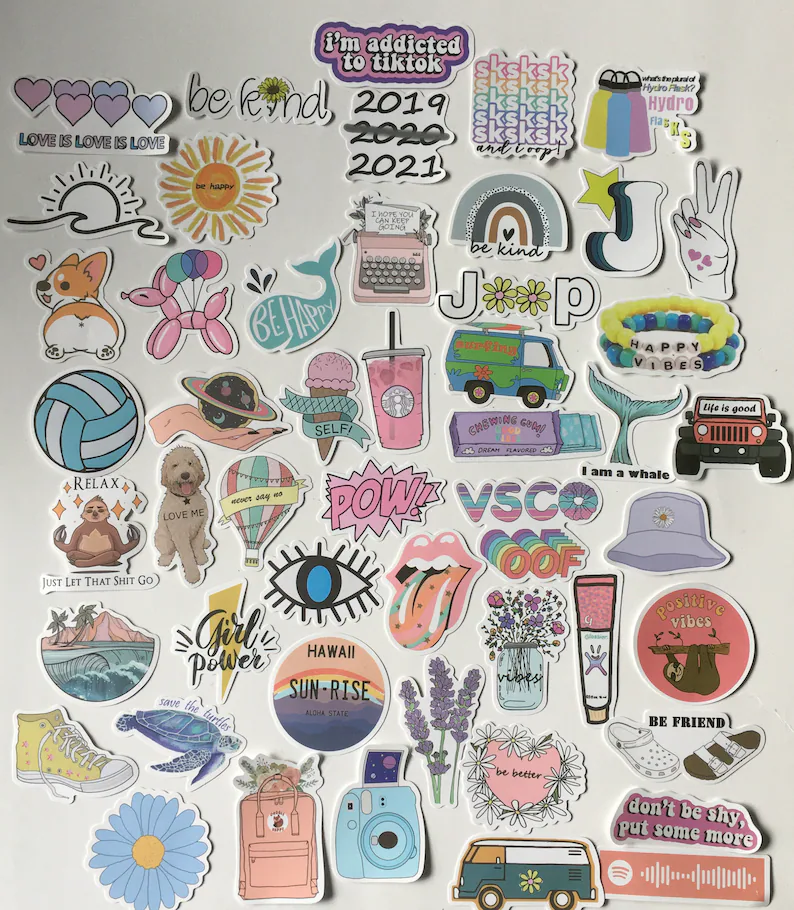 i'm addicted
to tiktok
LOVE IS LOVE IS LOVE
be kind
2019
2020
2021
sksksk
sksksk
sksksk
sksksk
sksksk
and i oop!
what's the plural of
Hydro Flask?
Hydro
FlasKs
be happy
I HOPE YOU
CAN KEEP
GOING
be kind
J
BE HAPPY
J p
HAPPY
VIBES
SELF!
CHEWING GUM!
DREAM FLAVORED
I am a whale
Life is good
RELAX
JUST LET THAT SHIT GO
LOVE ME
never say no
POW!
VSCO
OOF
Girl
power
HAWAII
SUN-RISE
ALOHA STATE
vibes
positive
vibes
save the turtles
BE FRIEND
be better
don't be shy,
put some more